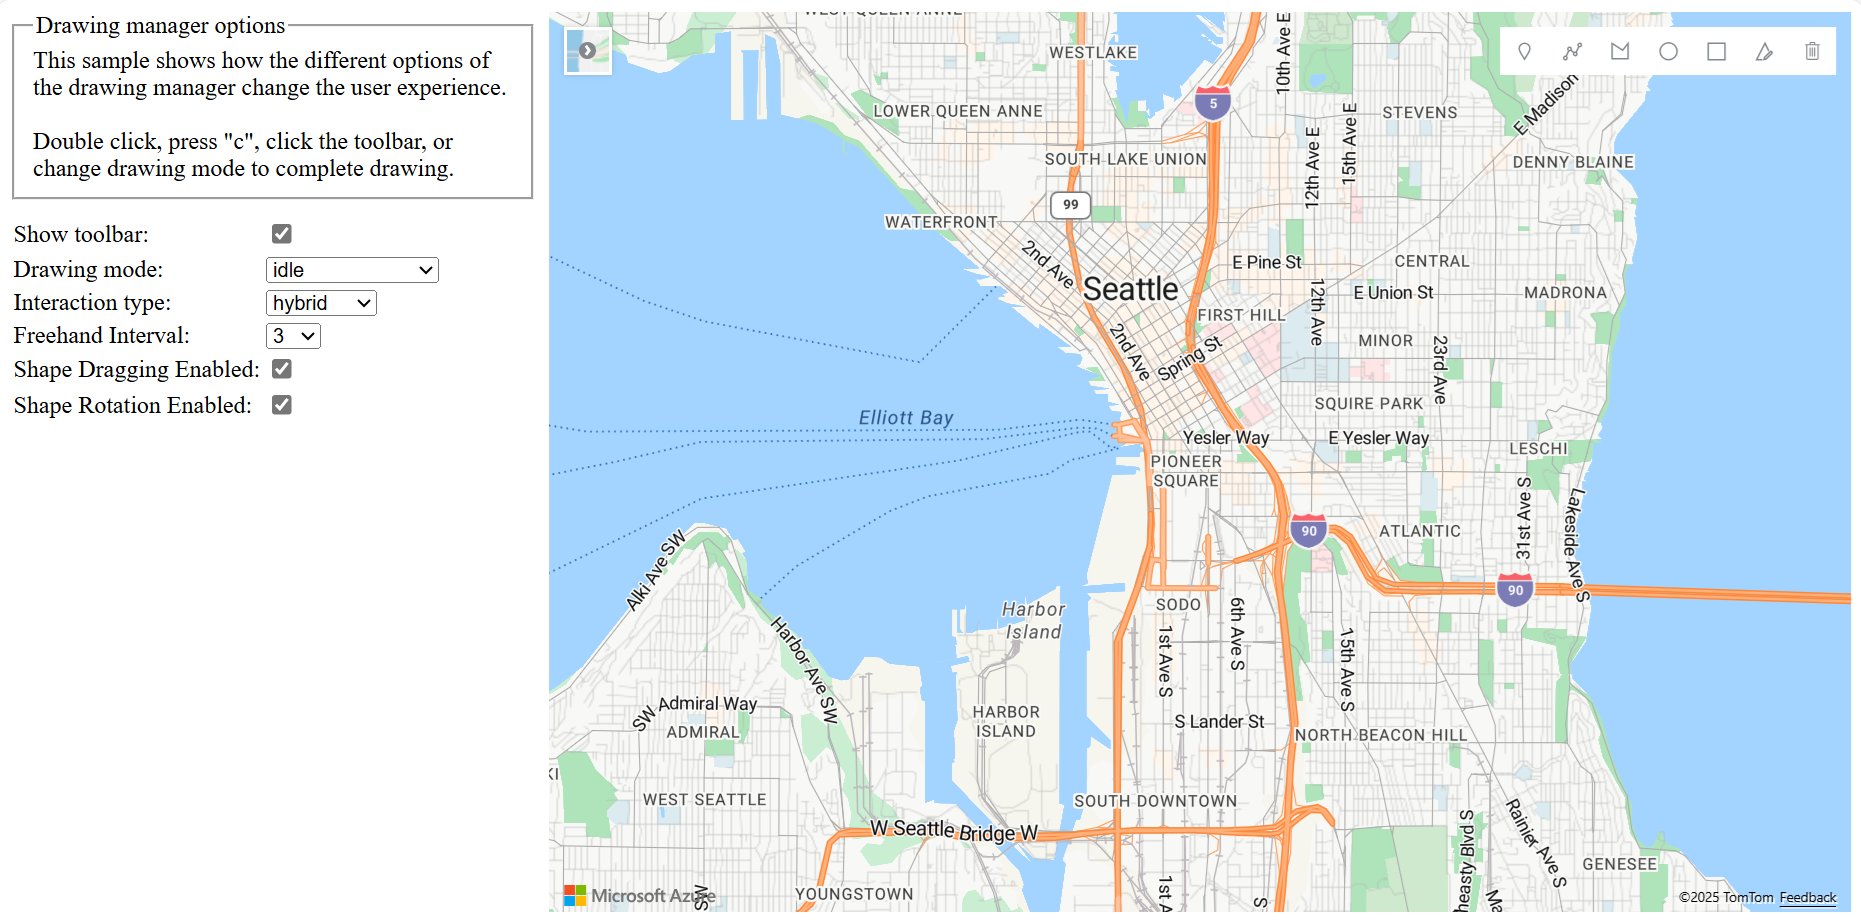 Drawing manager options
This sample shows how the different options of
the drawing manager change the user experience.
Double click, press "c", click the toolbar, or
change drawing mode to complete drawing.
Show toolbar:
Drawing mode:
idle
Interaction type:
hybrid
Freehand Interval:
3
Shape Dragging Enabled:
Shape Rotation Enabled:
WEST QUEEN ANNE
WESTLAKE
10th Ave E
5
LOWER QUEEN ANNE
STEVENS
E Madison
15th Ave E
12th Ave E
SOUTH LAKE UNION
DENNY BLAINE
99
WATERFRONT
2nd Ave
E Pine St
CENTRAL
Seattle
E Union St
MADRONA
FIRST HILL
12th Ave
2nd Ave
Spring St
MINOR
23rd Ave
SQUIRE PARK
Elliott Bay
Yesler Way
E Yesler Way
LESCHI
PIONEER
SQUARE
31st Ave S
Lakeside Ave S
90
ATLANTIC
Alki Ave SW
90
Harbor
Island
SODO
6th Ave S
1st Ave S
15th Ave S
Harbor Ave SW
SW Admiral Way
ADMIRAL
HARBOR
ISLAND
S Lander St
NORTH BEACON HILL
KI
WEST SEATTLE
SOUTH DOWNTOWN
W Seattle Bridge W
Rainier Ave S
heasty Blvd S
GENESEE
YOUNGSTOWN
1st A
S
Ma
SW
Microsoft Azure
©2025 TomTom Feedback